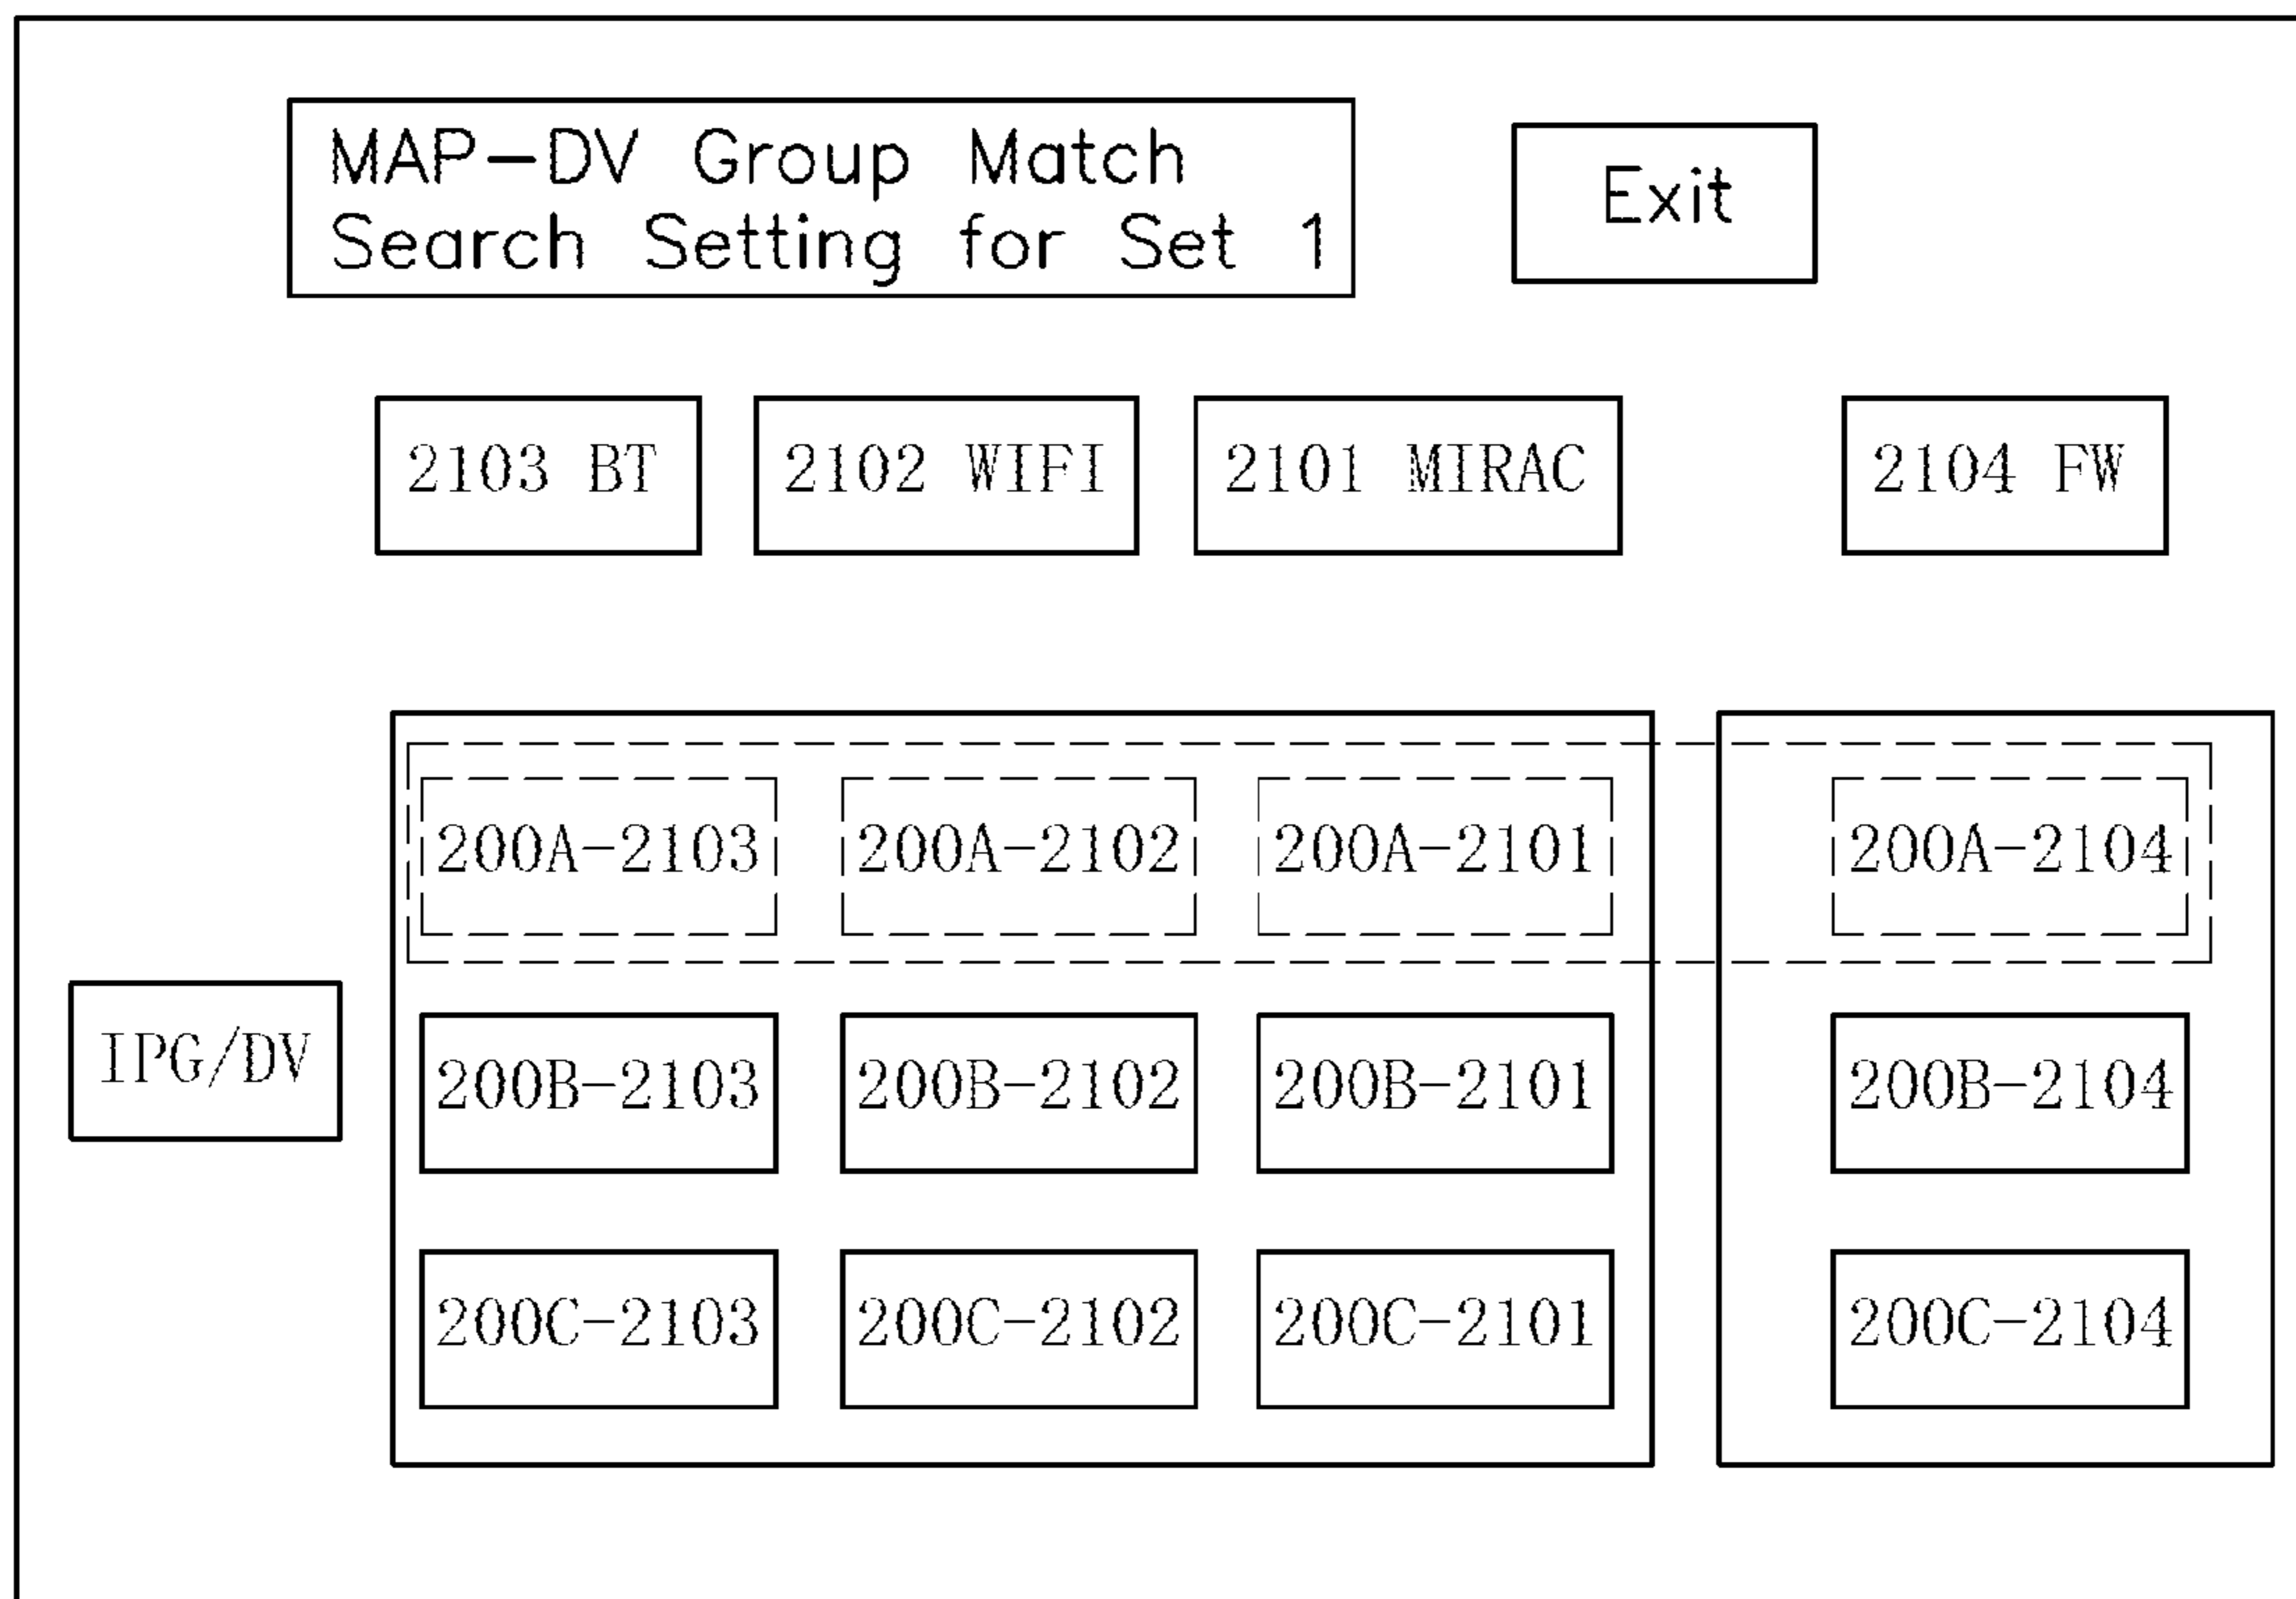 MAP-DV Group Match
Search Setting for Set 1
Exit
2103 BT
2102 WIFI
2101 MIRAC
2104 FW
200A-2103
200A-2102
200A-2101
200A-2104
IPG/DV
200B-2103
200B-2102
200B-2101
200B-2104
200C-2103
200C-2102
200C-2101
200C-2104